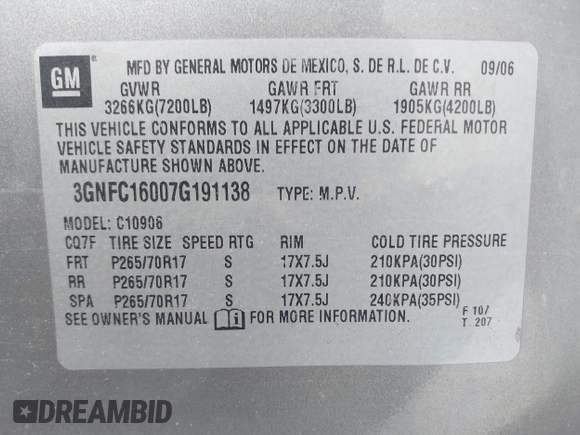 GM
MFD BY GENERAL MOTORS DE MEXICO, S. DE R.L. DE C.V. 09/06
GVWR GAWR FRT GAWR RR
3266KG(7200LB) 1497KG(3300LB) 1905KG(4200LB)
THIS VEHICLE CONFORMS TO ALL APPLICABLE U.S. FEDERAL MOTOR
VEHICLE SAFETY STANDARDS IN EFFECT ON THE DATE OF
MANUFACTURE SHOWN ABOVE.
3GNFC16007G191138 TYPE: M.P.V.
MODEL: C10906
CQ7F TIRE SIZE SPEED RTG RIM COLD TIRE PRESSURE
FRT P265/70R17 S 17X7.5J 210KPA(30PSI)
RR P265/70R17 S 17X7.5J 210KPA(30PSI)
SPA P265/70R17 S 17X7.5J 240KPA(35PSI)
SEE OWNER'S MANUAL i FOR MORE INFORMATION. F 107
T 207
DREAMBID